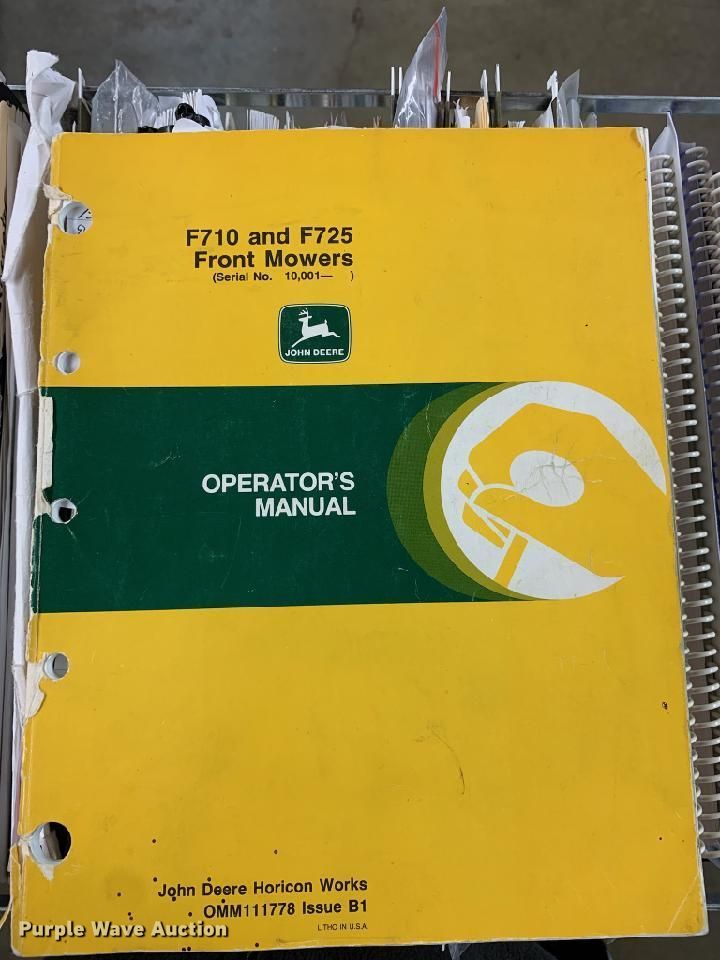 F710 and F725
Front Mowers
(Serial No. 10,001— )
JOHN DEERE
OPERATOR'S
MANUAL
John Deere Horicon Works
OMM111778 Issue B1
LTHO IN U.S.A
Purple Wave Auction